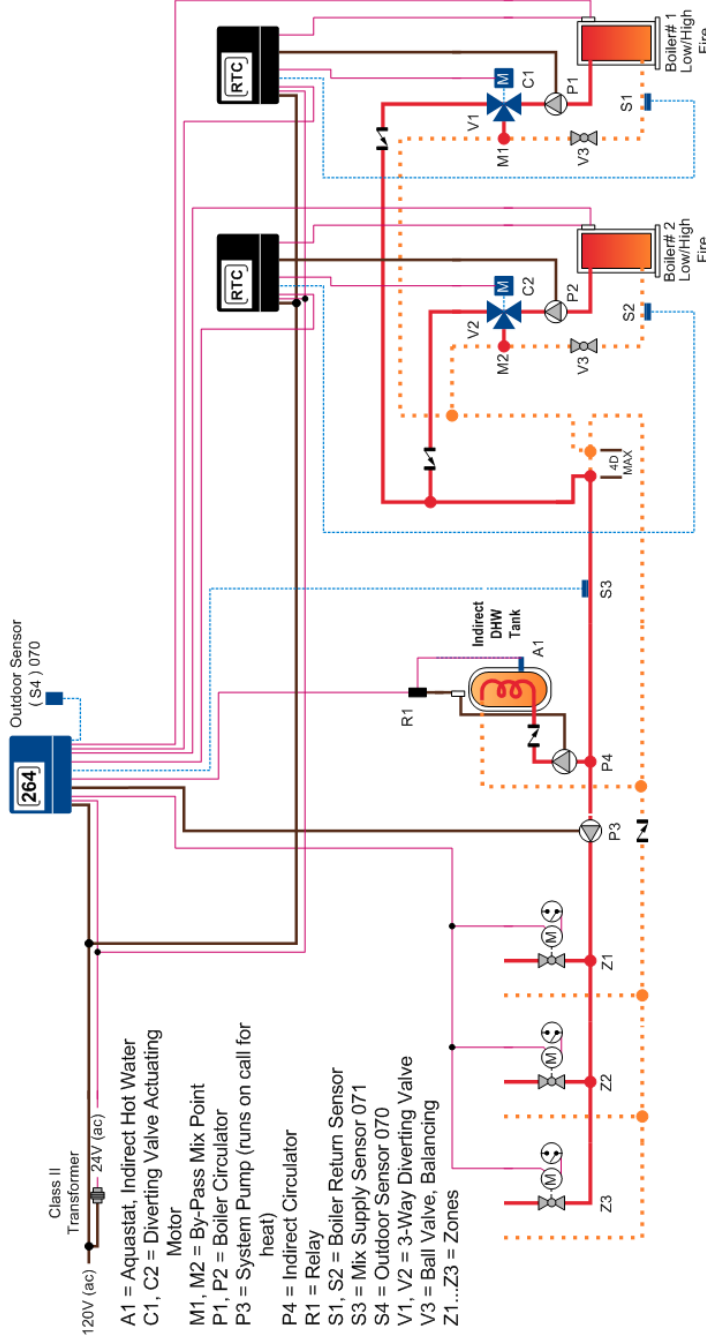 120V (ac)
Class II
Transformer
24V (ac)
264
Outdoor Sensor
( S4 ) 070
RTC
RTC
A1 = Aquastat, Indirect Hot Water
C1, C2 = Diverting Valve Actuating
Motor
M1, M2 = By-Pass Mix Point
P1, P2 = Boiler Circulator
P3 = System Pump (runs on call for
heat)
P4 = Indirect Circulator
R1 = Relay
S1, S2 = Boiler Return Sensor
S3 = Mix Supply Sensor 071
S4 = Outdoor Sensor 070
V1, V2 = 3-Way Diverting Valve
V3 = Ball Valve, Balancing
Z1...Z3 = Zones
R1
Indirect
DHW
Tank
A1
M
C2
V2
M2
P2
V3
S2
Boiler# 2
Low/High
Fire
M
C1
V1
M1
P1
V3
S1
Boiler# 1
Low/High
Fire
M
M
M
Z3
Z2
Z1
P3
P4
S3
4D
MAX